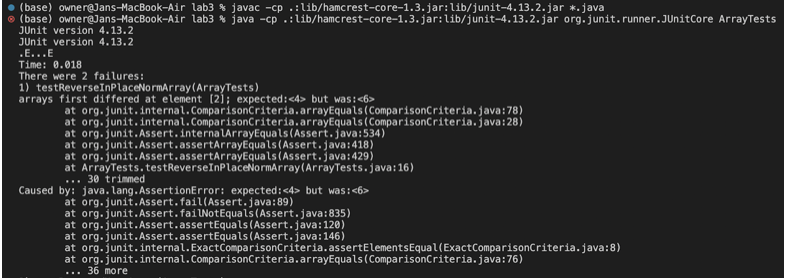 (base) owner@Jans-MacBook-Air lab3 % javac -cp .:lib/hamcrest-core-1.3.jar:lib/junit-4.13.2.jar *.java
(base) owner@Jans-MacBook-Air lab3 % java -cp .:lib/hamcrest-core-1.3.jar:lib/junit-4.13.2.jar org.junit.runner.JUnitCore ArrayTests
JUnit version 4.13.2
JUnit version 4.13.2
.E...E
Time: 0.018
There were 2 failures:
1) testReverseInPlaceNormArray(ArrayTests)
arrays first differed at element [2]; expected:<4> but was:<6>
at org.junit.internal.ComparisonCriteria.arrayEquals(ComparisonCriteria.java:78)
at org.junit.internal.ComparisonCriteria.arrayEquals(ComparisonCriteria.java:28)
at org.junit.Assert.internalArrayEquals(Assert.java:534)
at org.junit.Assert.assertArrayEquals(Assert.java:418)
at org.junit.Assert.assertArrayEquals(Assert.java:429)
at ArrayTests.testReverseInPlaceNormArray(ArrayTests.java:16)
... 30 trimmed
Caused by: java.lang.AssertionError: expected:<4> but was:<6>
at org.junit.Assert.fail(Assert.java:89)
at org.junit.Assert.failNotEquals(Assert.java:835)
at org.junit.Assert.assertEquals(Assert.java:120)
at org.junit.Assert.assertEquals(Assert.java:146)
at org.junit.internal.ExactComparisonCriteria.assertElementsEqual(ExactComparisonCriteria.java:8)
at org.junit.internal.ComparisonCriteria.arrayEquals(ComparisonCriteria.java:76)
... 36 more